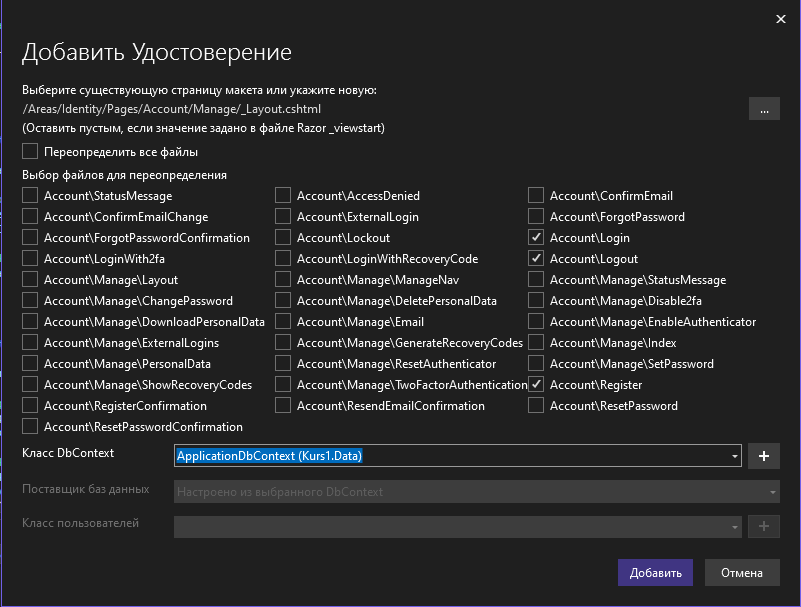 Добавить Удостоверение
Выберите существующую страницу макета или укажите новую:
/Areas/Identity/Pages/Account/Manage/_Layout.cshtml
...
(Оставить пустым, если значение задано в файле Razor _viewstart)
Переопределить все файлы
Выбор файлов для переопределения
Account\StatusMessage Account\AccessDenied Account\ConfirmEmail
Account\ConfirmEmailChange Account\ExternalLogin Account\ForgotPassword
Account\ForgotPasswordConfirmation Account\Lockout Account\Login
Account\LoginWith2fa Account\LoginWithRecoveryCode Account\Logout
Account\Manage\Layout Account\Manage\ManageNav Account\Manage\StatusMessage
Account\Manage\ChangePassword Account\Manage\DeletePersonalData Account\Manage\Disable2fa
Account\Manage\DownloadPersonalData Account\Manage\Email Account\Manage\EnableAuthenticator
Account\Manage\ExternalLogins Account\Manage\GenerateRecoveryCodes Account\Manage\Index
Account\Manage\PersonalData Account\Manage\ResetAuthenticator Account\Manage\SetPassword
Account\Manage\ShowRecoveryCodes Account\Manage\TwoFactorAuthentication Account\Register
Account\RegisterConfirmation Account\ResendEmailConfirmation Account\ResetPassword
Account\ResetPasswordConfirmation
Класс DbContext ApplicationDbContext (Kurs1.Data) +
Поставщик баз данных Настроено из выбранного DbContext
Класс пользователей +
Добавить Отмена